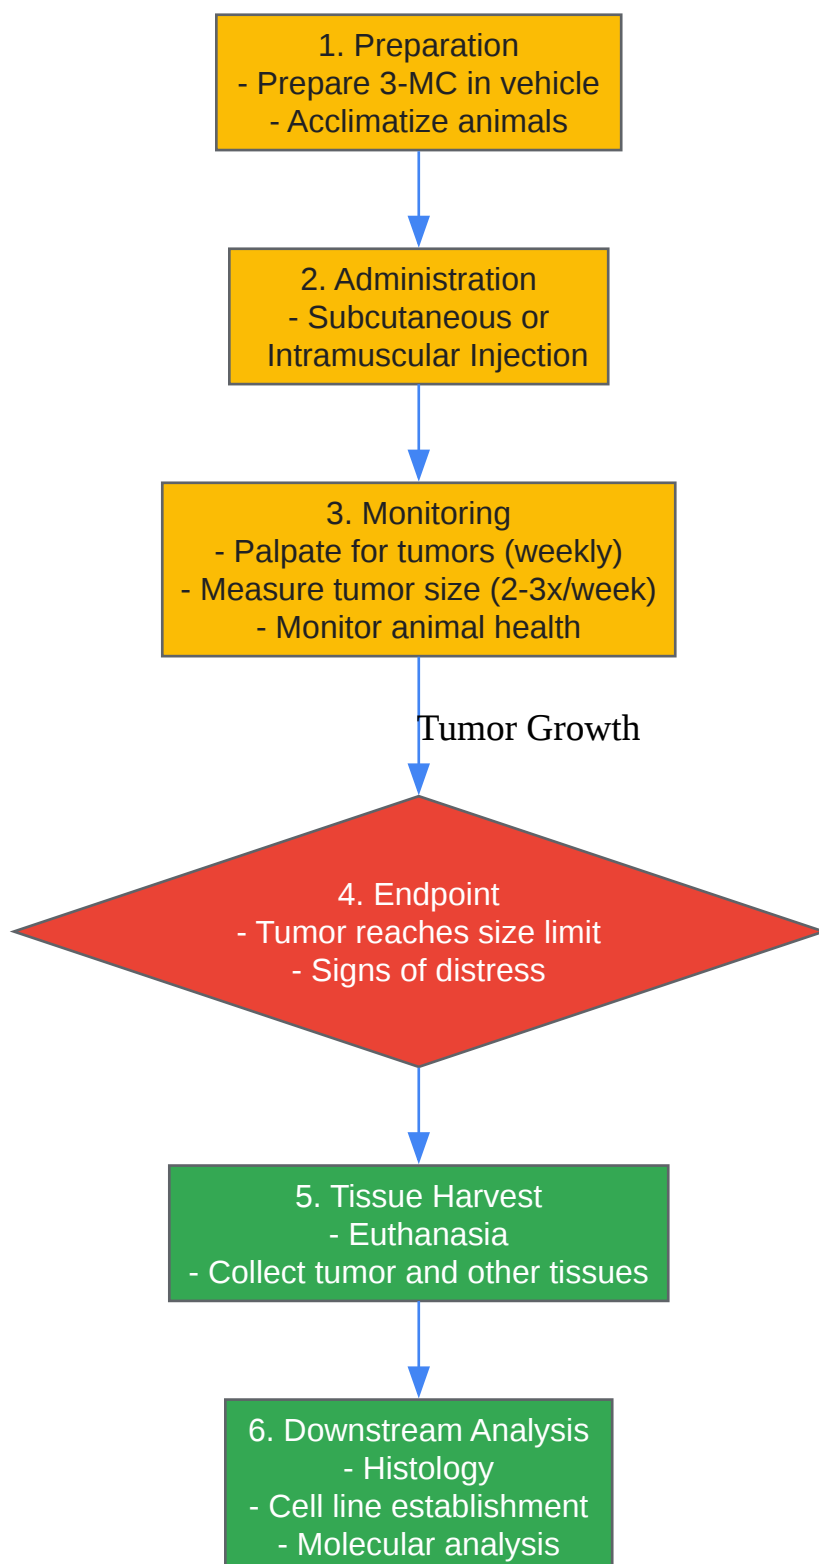 1. Preparation
- Prepare 3-MC in vehicle
- Acclimatize animals
2. Administration
- Subcutaneous or
Intramuscular Injection
3. Monitoring
- Palpate for tumors (weekly)
- Measure tumor size (2-3x/week)
- Monitor animal health
Tumor Growth
4. Endpoint
- Tumor reaches size limit
- Signs of distress
5. Tissue Harvest
- Euthanasia
- Collect tumor and other tissues
6. Downstream Analysis
- Histology
- Cell line establishment
- Molecular analysis